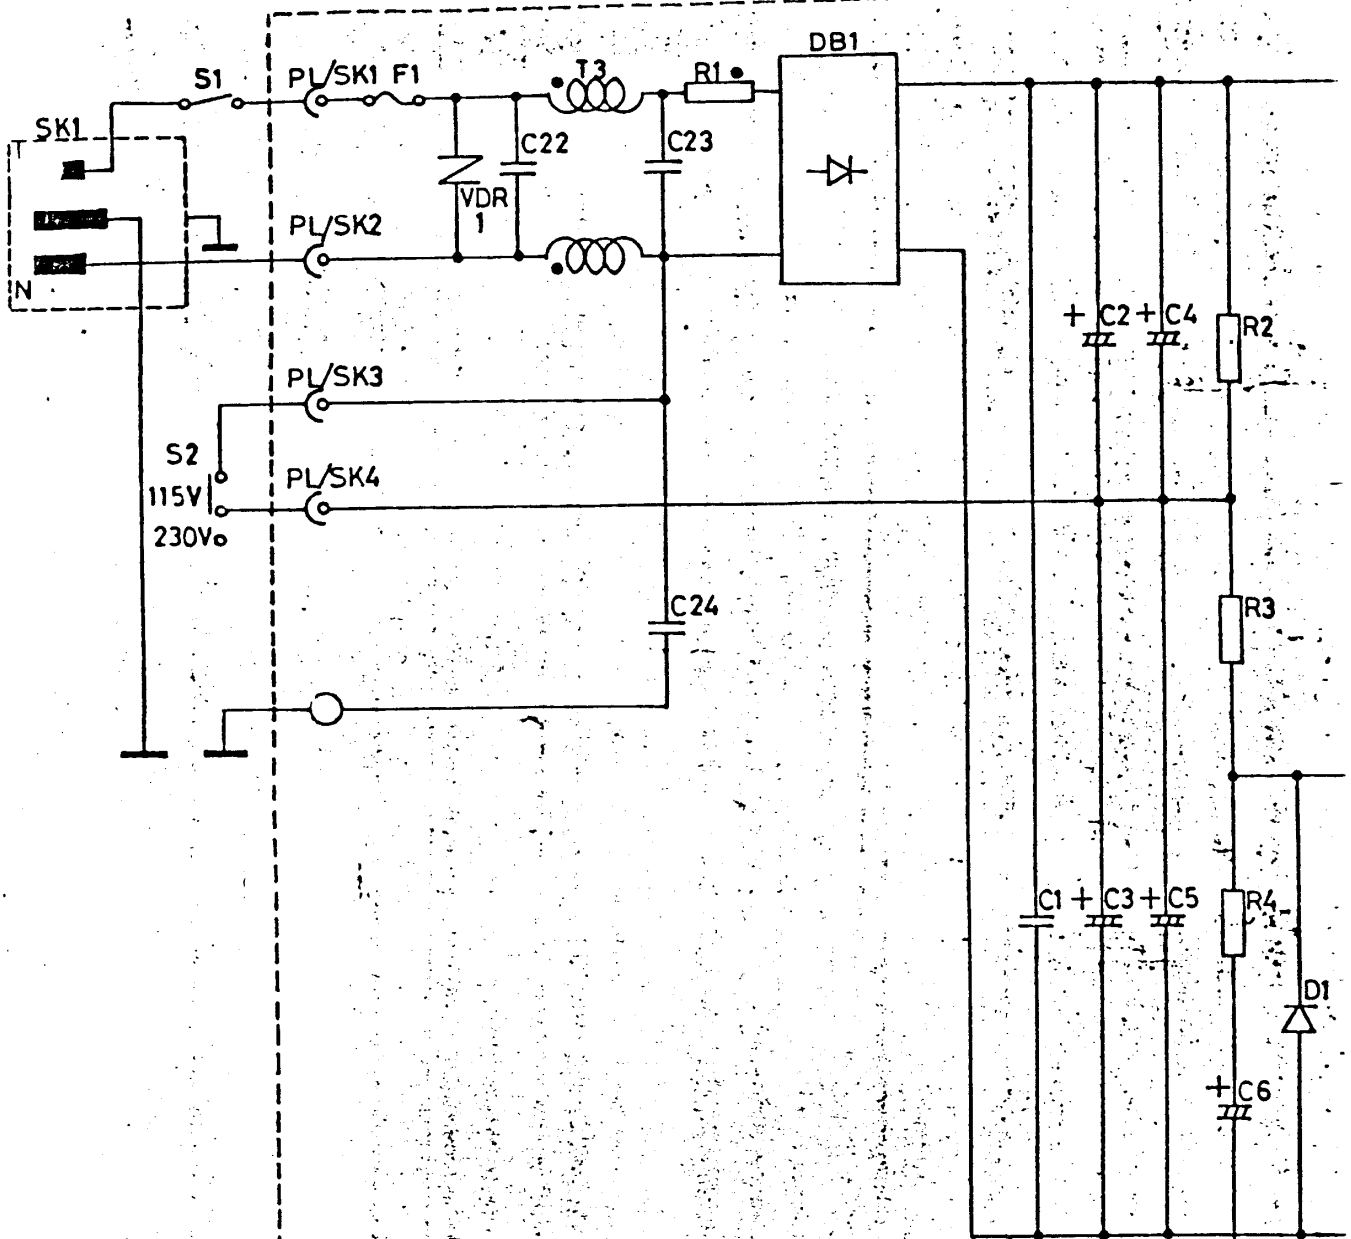 DB1
S1 PL/SK1 F1 T3 R1
SK1
T
C22 C23
VDR
1
PL/SK2
N
+ C2 + C4 R2
PL/SK3
S2
115V
PL/SK4
230V
C24
R3
C1 + C3 + C5 R4
D1
+ C6